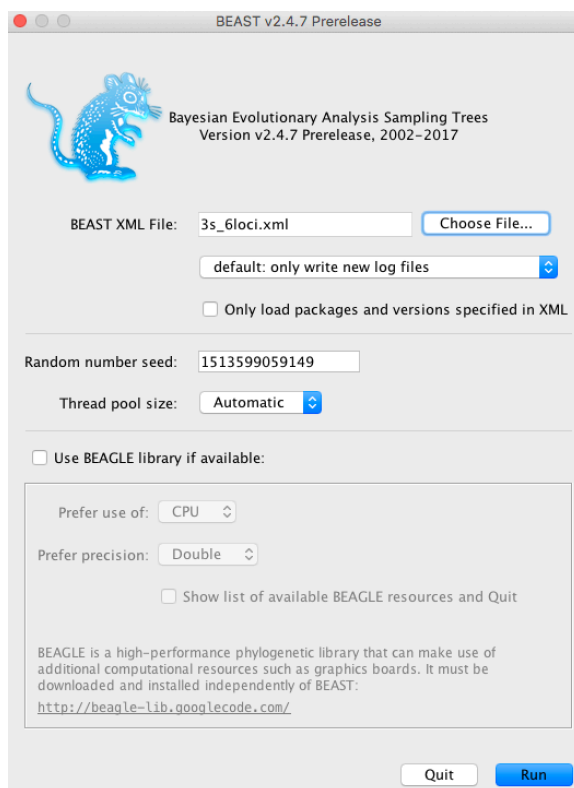 BEAST v2.4.7 Prerelease
Bayesian Evolutionary Analysis Sampling Trees
Version v2.4.7 Prerelease, 2002-2017
BEAST XML File: 3s_6loci.xml Choose File...
default: only write new log files
Only load packages and versions specified in XML
Random number seed: 1513599059149
Thread pool size: Automatic
Use BEAGLE library if available:
Prefer use of: CPU
Prefer precision: Double
Show list of available BEAGLE resources and Quit
BEAGLE is a high-performance phylogenetic library that can make use of
additional computational resources such as graphics boards. It must be
downloaded and installed independently of BEAST:
http://beagle-lib.googlecode.com/
Quit Run